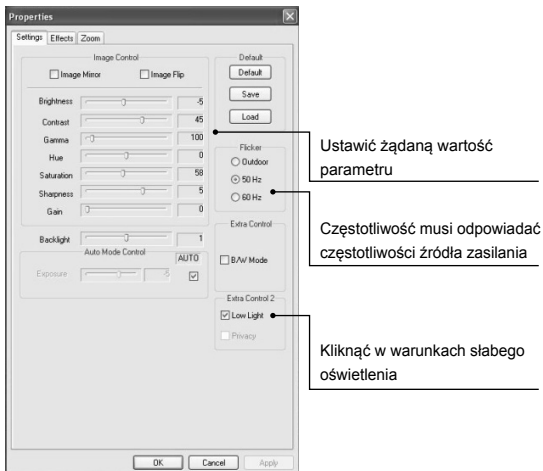 Properties
Settings Effects Zoom
Image Control
Image Mirror Image Flip
Brightness -5
Contrast 45
Gamma 100
Hue 0
Saturation 58
Sharpness 5
Gain 0
Backlight 1
Auto Mode Control
AUTO
Exposure -6
Default
Default
Save
Load
Flicker
Outdoor
50 Hz
60 Hz
Extra Control
B/W Mode
Extra Control 2
Low Light
Privacy
OK Cancel Apply
Ustawić żądaną wartość
parametru
Częstotliwość musi odpowiadać
częstotliwości źródła zasilania
Kliknąć w warunkach słabego
oświetlenia